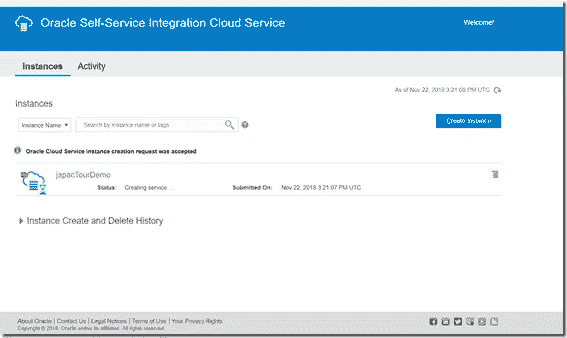 Oracle Self-Service Integration Cloud Service
Welcome!
Instances Activity
As of Nov 22, 2018 3:21:08 PM UTC
Instances
Instance Name
Search by instance name or tags
Create Instance
Oracle Cloud Service instance creation request was accepted
japacTourDemo
Status: Creating service ... Submitted On: Nov 22, 2018 3:21:07 PM UTC
Instance Create and Delete History
About Oracle | Contact Us | Legal Notices | Terms of Use | Your Privacy Rights
Copyright © 2018, Oracle and/or its affiliates. All rights reserved.